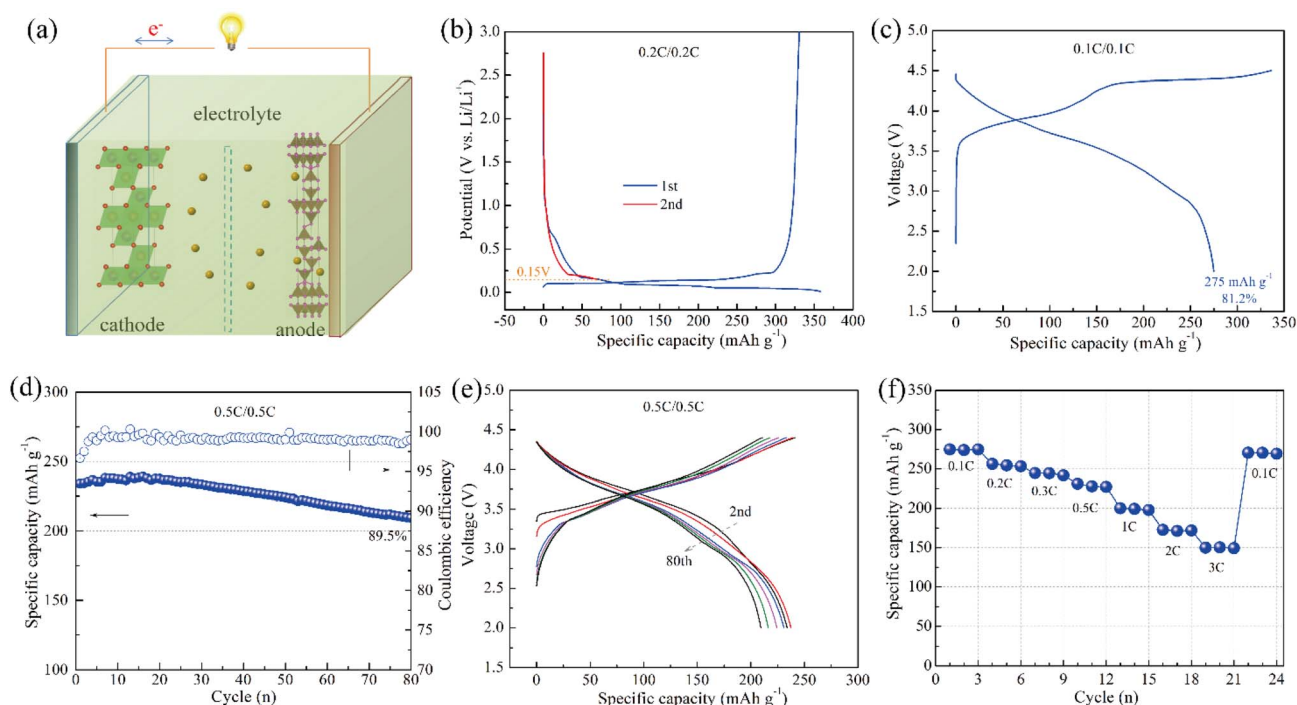 (a)
e-
electrolyte
cathode
anode
(b)
0.2C/0.2C
Potential (V vs. Li/Li+)
3.0
2.5
2.0
1.5
1.0
0.5
0.0
1st
2nd
0.15V
-50 0 50 100 150 200 250 300 350 400
Specific capacity (mAh g-1)
(c)
0.1C/0.1C
Voltage (V)
5.0
4.5
4.0
3.5
3.0
2.5
2.0
1.5
275 mAh g-1
81.2%
0 50 100 150 200 250 300 350
Specific capacity (mAh g-1)
(d)
0.5C/0.5C
Specific capacity (mAh g-1)
300
250
200
150
100
105
100
95
90
85
80
75
70
Coulombic efficiency
89.5%
0 10 20 30 40 50 60 70 80
Cycle (n)
(e)
0.5C/0.5C
Voltage (V)
5.0
4.5
4.0
3.5
3.0
2.5
2.0
1.5
2nd
80th
0 50 100 150 200 250 300
Specific capacity (mAh g-1)
(f)
Specific capacity (mAh g-1)
350
300
250
200
150
100
50
0
0.1C
0.2C
0.3C
0.5C
1C
2C
3C
0.1C
0 3 6 9 12 15 18 21 24
Cycle (n)